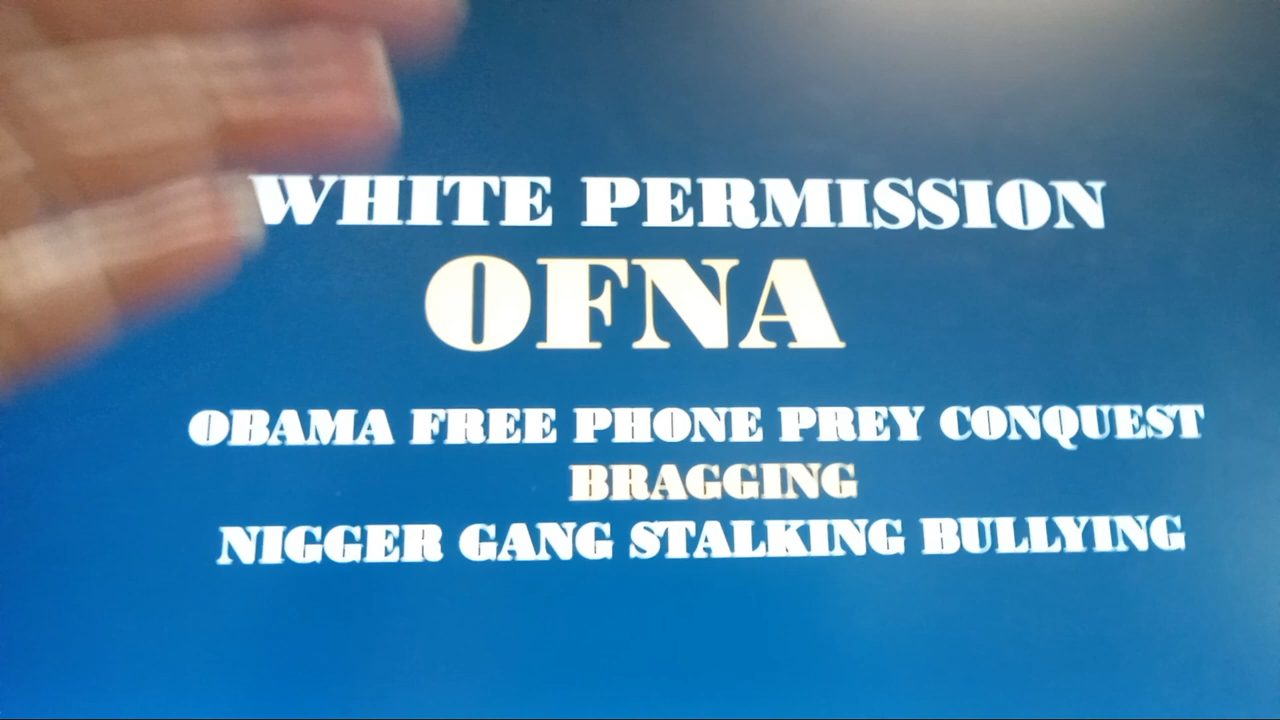 WHITE PERMISSION
OFNA
OBAMA FREE PHONE PREY CONQUEST
BRAGGING
NIGGER GANG STALKING BULLYING